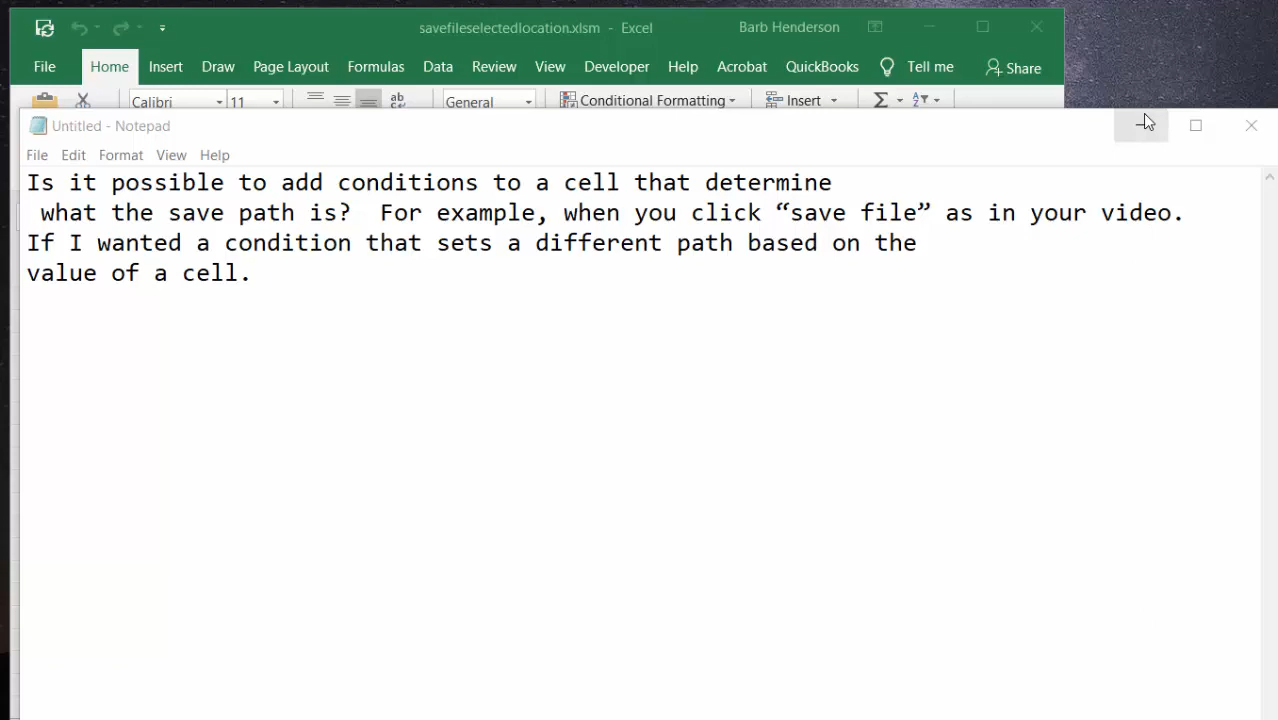 savefileselectedlocation.xlsm - Excel Barb Henderson
File Home Insert Draw Page Layout Formulas Data Review View Developer Help Acrobat QuickBooks Tell me Share
Calibri 11 ab General Conditional Formatting Insert Σ
Untitled - Notepad
File Edit Format View Help
Is it possible to add conditions to a cell that determine
what the save path is? For example, when you click “save file” as in your video.
If I wanted a condition that sets a different path based on the
value of a cell.